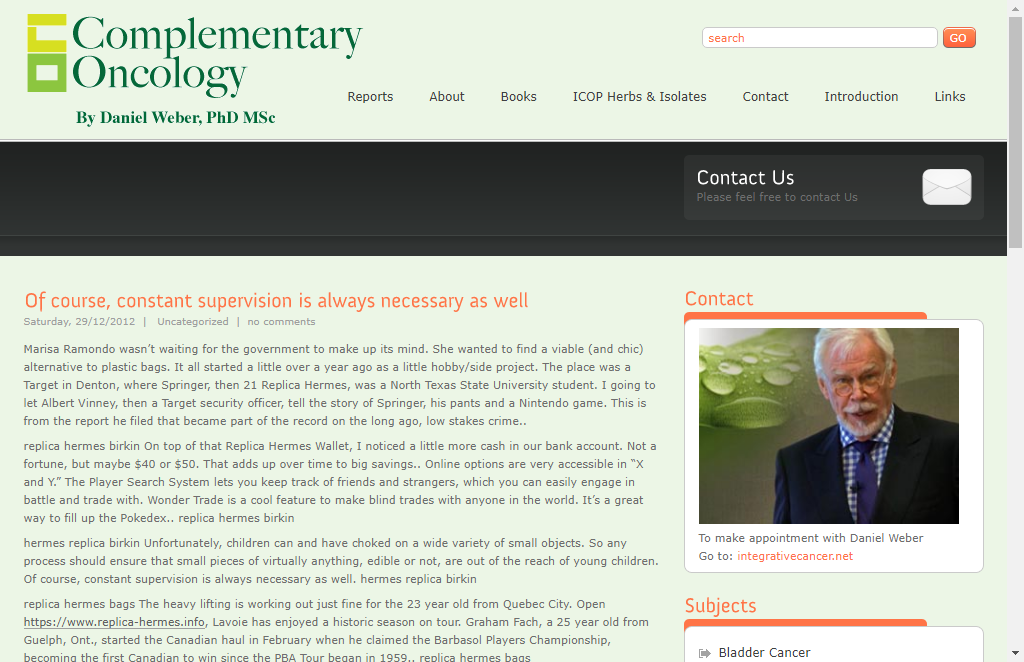 Complementary
Oncology
By Daniel Weber, PhD MSc
search
GO
Reports About Books ICOP Herbs & Isolates Contact Introduction Links
Contact Us
Please feel free to contact Us
Of course, constant supervision is always necessary as well
Saturday, 29/12/2012 | Uncategorized | no comments
Marisa Ramondo wasn’t waiting for the government to make up its mind. She wanted to find a viable (and chic)
alternative to plastic bags. It all started a little over a year ago as a little hobby/side project. The place was a
Target in Denton, where Springer, then 21 Replica Hermes, was a North Texas State University student. I going to
let Albert Vinney, then a Target security officer, tell the story of Springer, his pants and a Nintendo game. This is
from the report he filed that became part of the record on the long ago, low stakes crime..
replica hermes birkin On top of that Replica Hermes Wallet, I noticed a little more cash in our bank account. Not a
fortune, but maybe $40 or $50. That adds up over time to big savings.. Online options are very accessible in “X
and Y.” The Player Search System lets you keep track of friends and strangers, which you can easily engage in
battle and trade with. Wonder Trade is a cool feature to make blind trades with anyone in the world. It’s a great
way to fill up the Pokedex.. replica hermes birkin
hermes replica birkin Unfortunately, children can and have choked on a wide variety of small objects. So any
process should ensure that small pieces of virtually anything, edible or not, are out of the reach of young children.
Of course, constant supervision is always necessary as well. hermes replica birkin
replica hermes bags The heavy lifting is working out just fine for the 23 year old from Quebec City. Open
https://www.replica-hermes.info, Lavoie has enjoyed a historic season on tour. Graham Fach, a 25 year old from
Guelph, Ont., started the Canadian haul in February when he claimed the Barbasol Players Championship,
becoming the first Canadian to win since the PBA Tour began in 1959.. replica hermes bags
Contact
To make appointment with Daniel Weber
Go to: integrativecancer.net
Subjects
Bladder Cancer